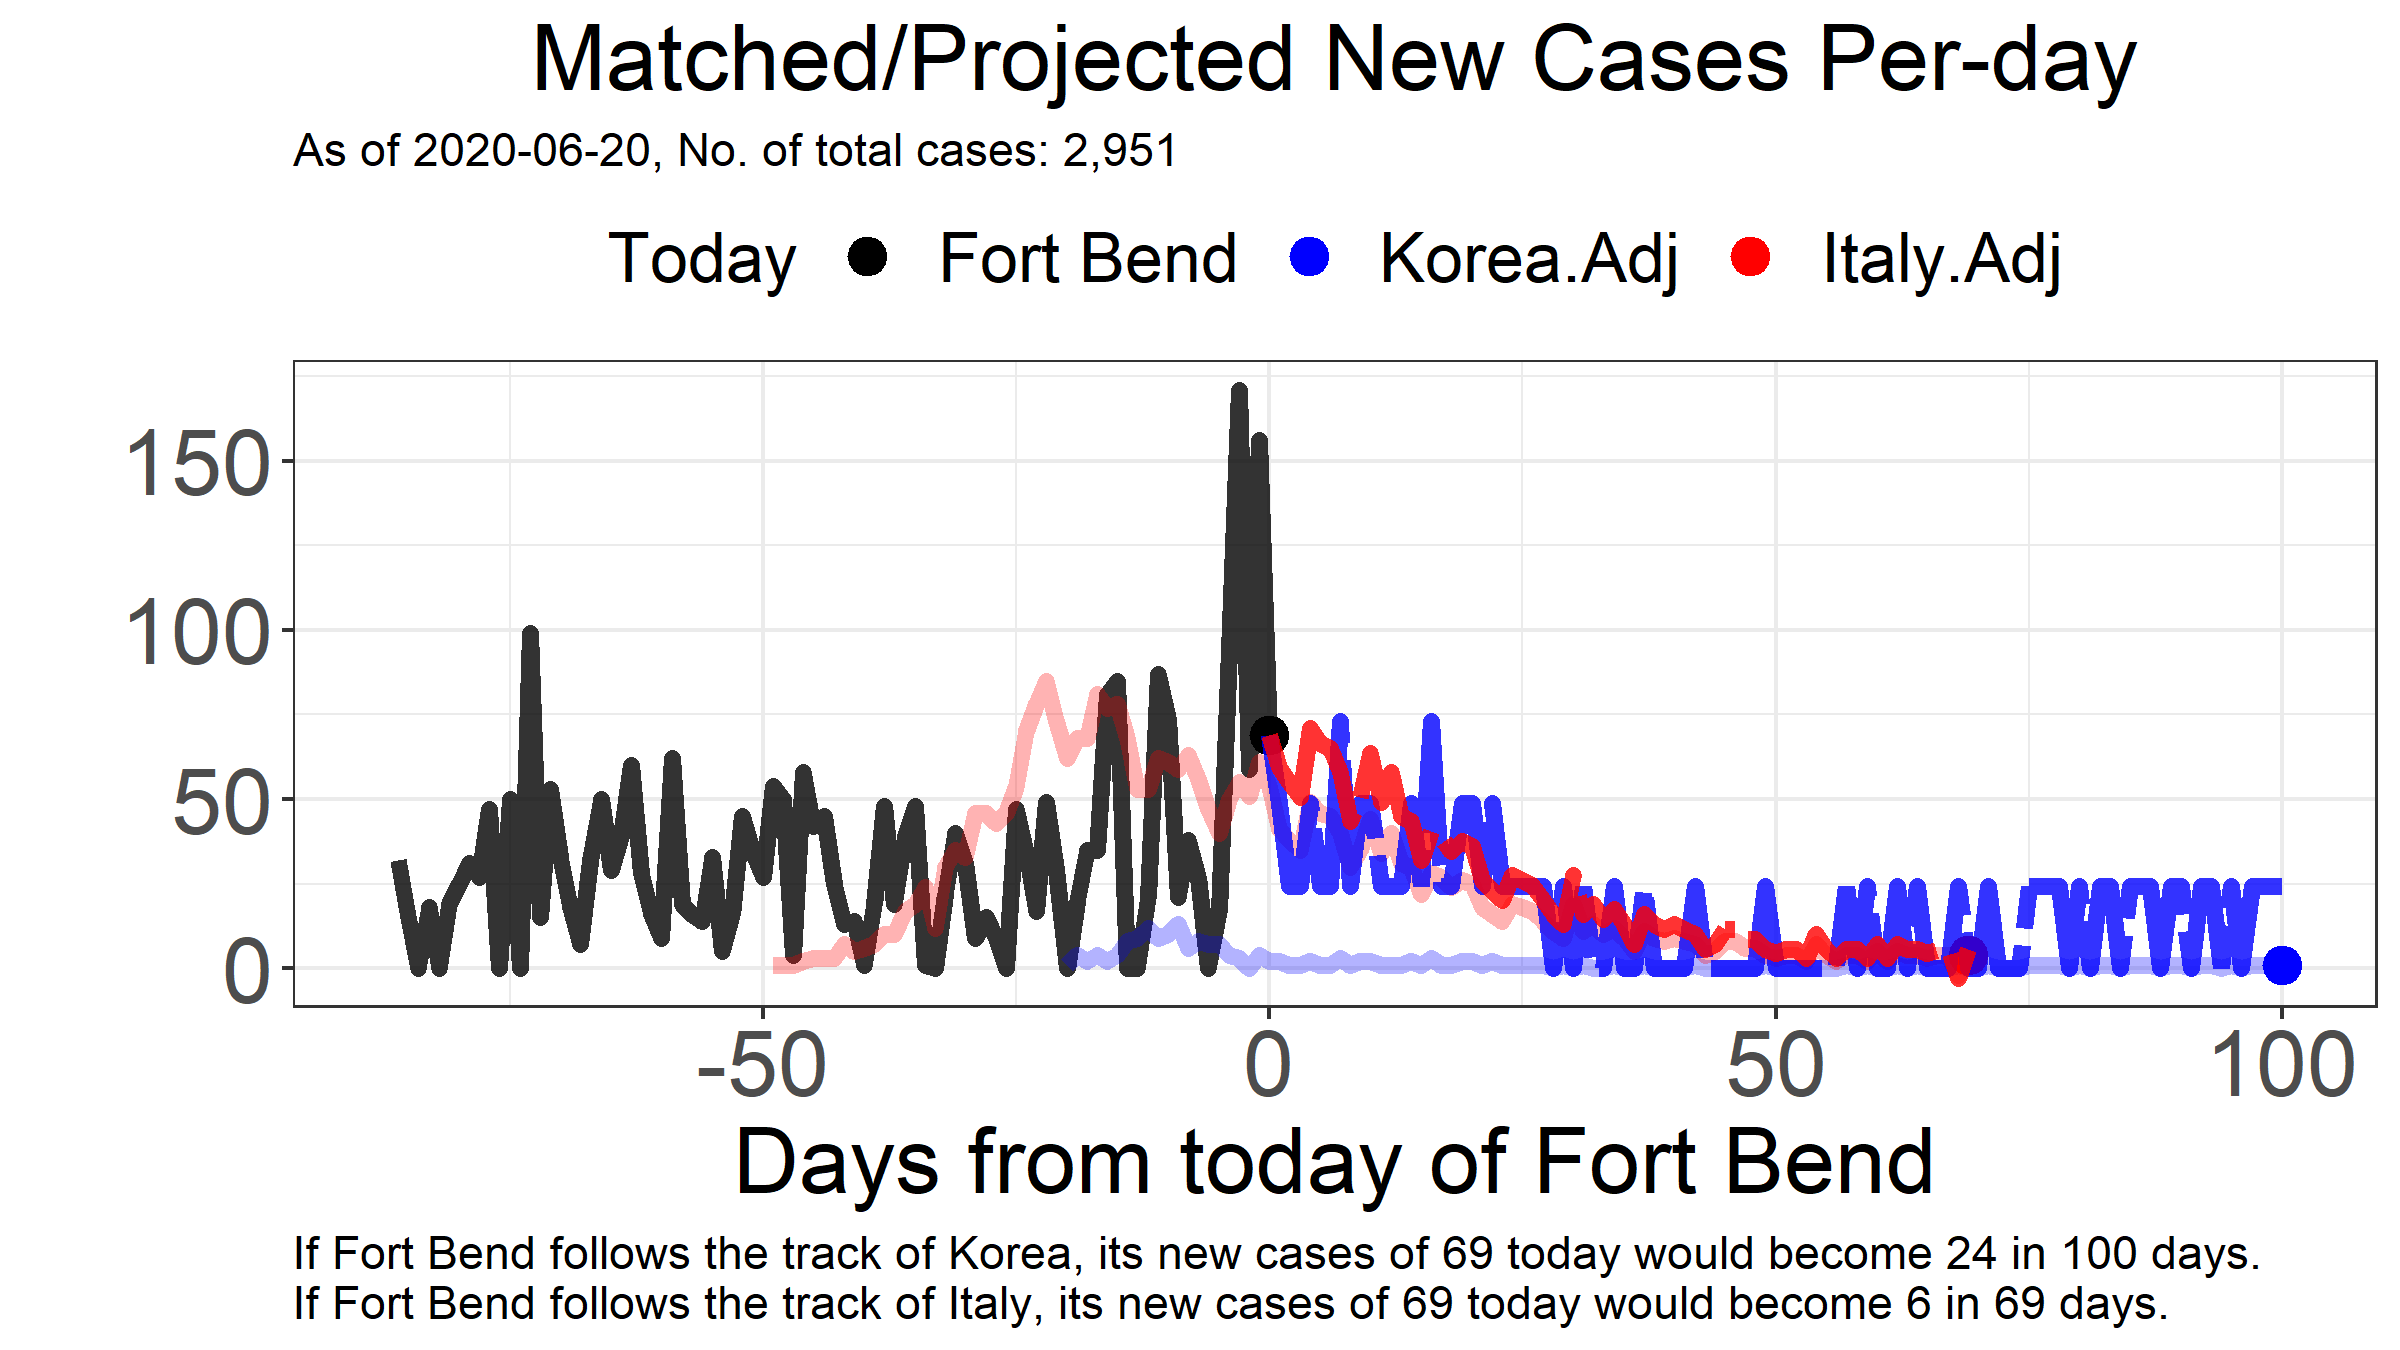 Matched/Projected New Cases Per-day
As of 2020-06-20, No. of total cases: 2,951
Today Fort Bend Korea.Adj Italy.Adj
150
100
50
0
-50 0 50 100
Days from today of Fort Bend
If Fort Bend follows the track of Korea, its new cases of 69 today would become 24 in 100 days.
If Fort Bend follows the track of Italy, its new cases of 69 today would become 6 in 69 days.